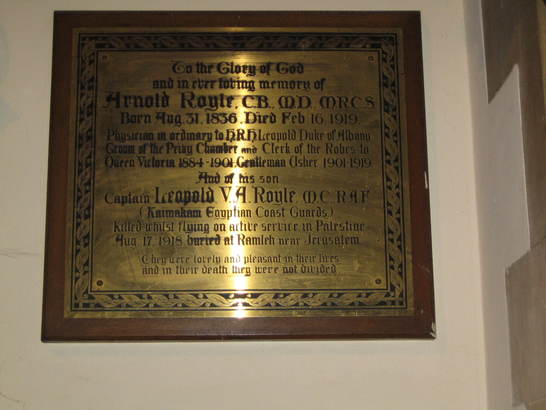 To the Glory of God
and in ever loving memory of
Arnold Royle, C.B. M.D. M.R.C.S
Born Aug. 31. 1836. Died Feb 16. 1919.
Physician in ordinary to H.R.H Leopold Duke of Albany
Groom of the Privy Chamber and Clerk of the Robes to
Queen Victoria 1884-1901. Gentleman Usher 1901-1919.
And of his son
Captain Leopold V.A. Royle, M.C. R.A.F
(Kaimakam Egyptian Coast Guards.)
Killed whilst flying on active service in Palestine
Aug 17. 1918. buried at Ramleh near Jerusalem.
They were lovely and pleasant in their lives
and in their death they were not divided